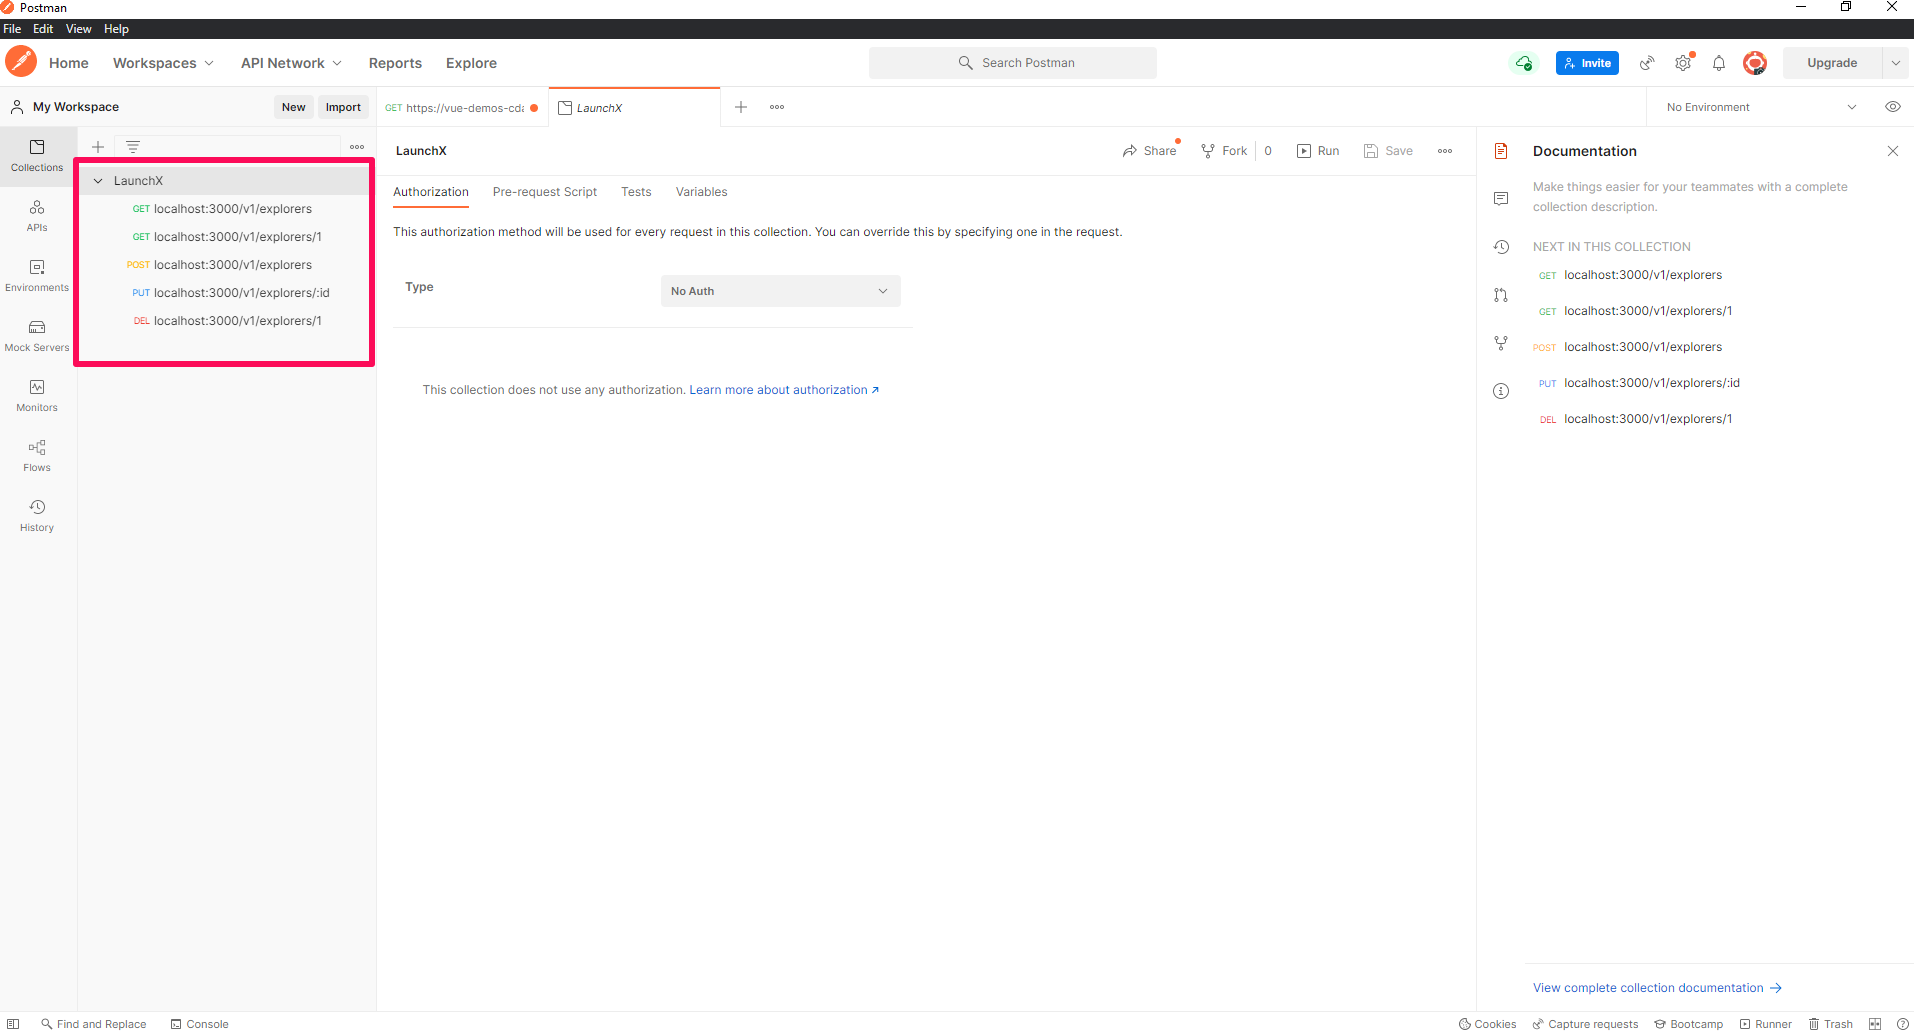 Postman
File Edit View Help
Home Workspaces API Network Reports Explore Search Postman Invite Upgrade
My Workspace New Import GET https://vue-demos-cda LaunchX No Environment
Collections
APIs
Environments
Mock Servers
Monitors
Flows
History
LaunchX
GET localhost:3000/v1/explorers
GET localhost:3000/v1/explorers/1
POST localhost:3000/v1/explorers
PUT localhost:3000/v1/explorers/:id
DEL localhost:3000/v1/explorers/1
LaunchX Share Fork 0 Run Save
Authorization Pre-request Script Tests Variables
This authorization method will be used for every request in this collection. You can override this by specifying one in the request.
Type No Auth
This collection does not use any authorization. Learn more about authorization ↗
Documentation
Make things easier for your teammates with a complete
collection description.
NEXT IN THIS COLLECTION
GET localhost:3000/v1/explorers
GET localhost:3000/v1/explorers/1
POST localhost:3000/v1/explorers
PUT localhost:3000/v1/explorers/:id
DEL localhost:3000/v1/explorers/1
View complete collection documentation →
Find and Replace Console Cookies Capture requests Bootcamp Runner Trash